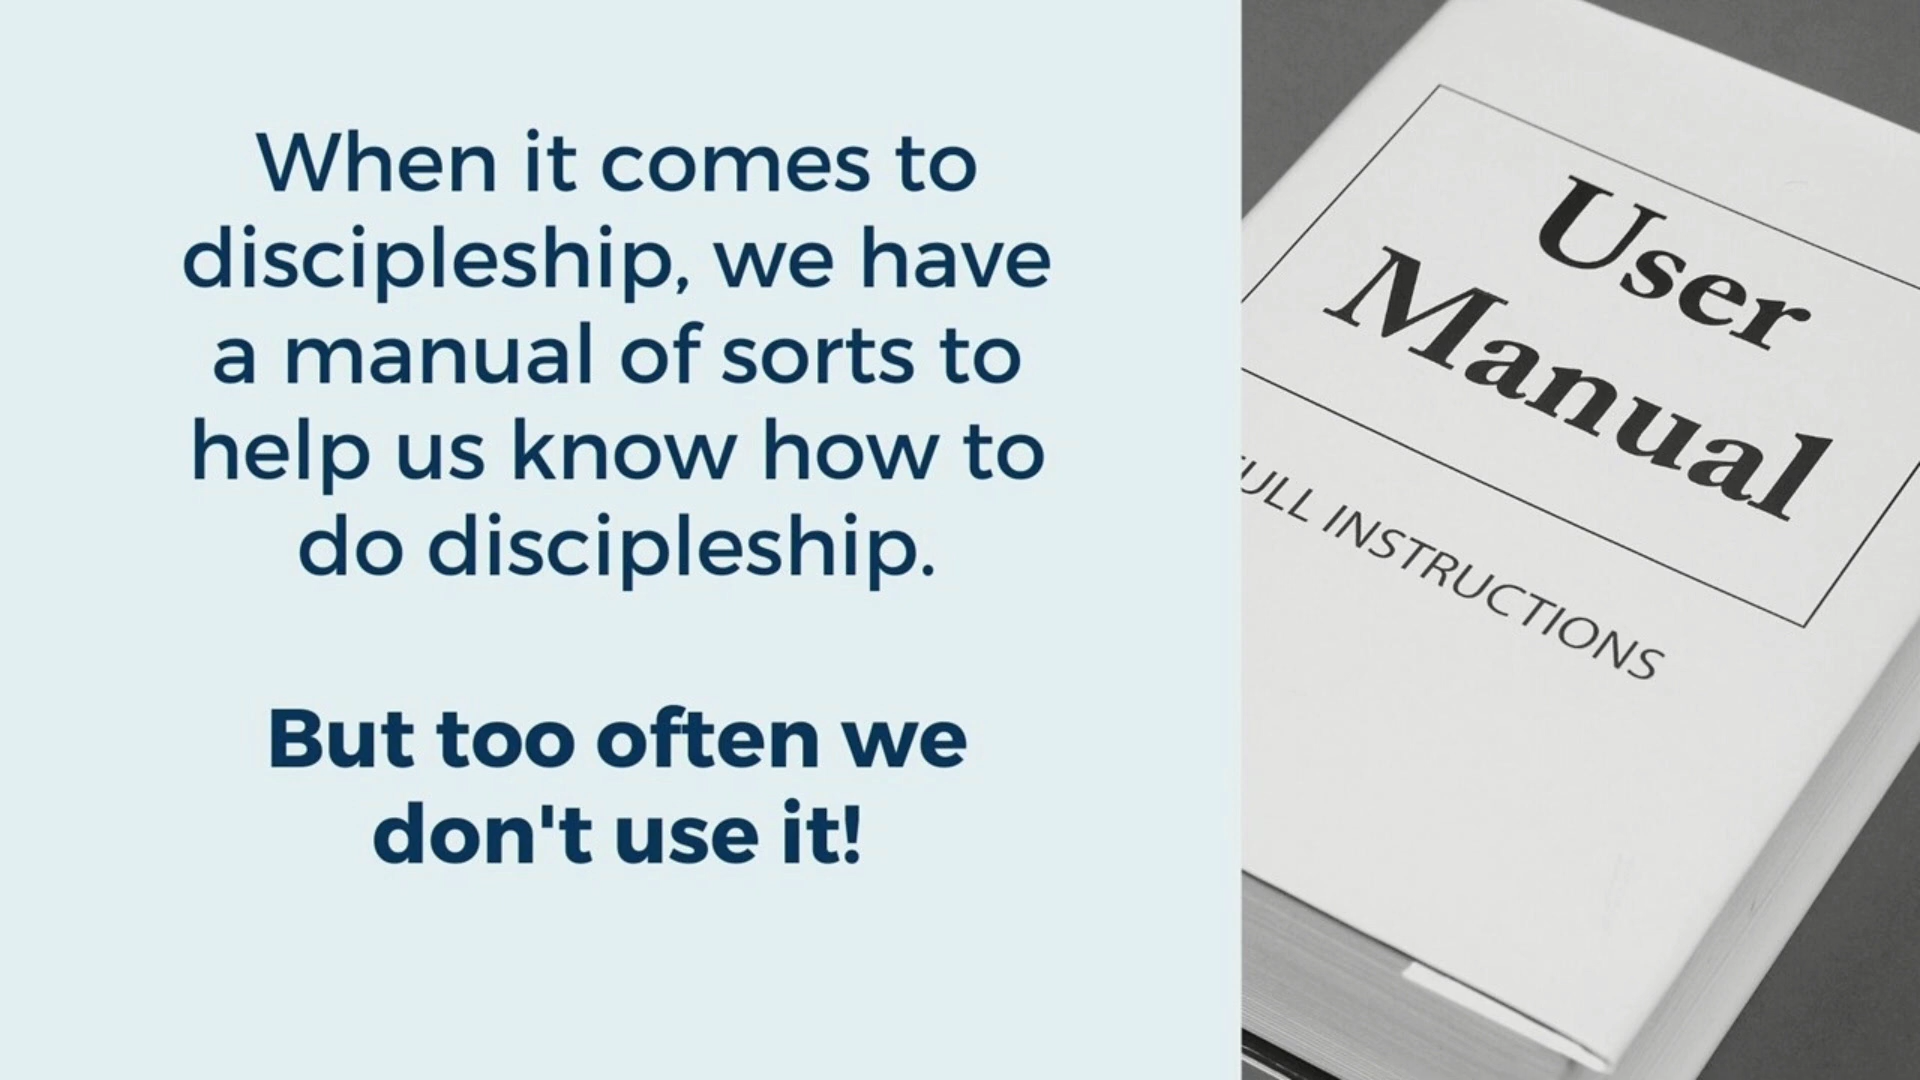 When it comes to
discipleship, we have
a manual of sorts to
help us know how to
do discipleship.
But too often we
don't use it!
User
Manual
ULL INSTRUCTIONS